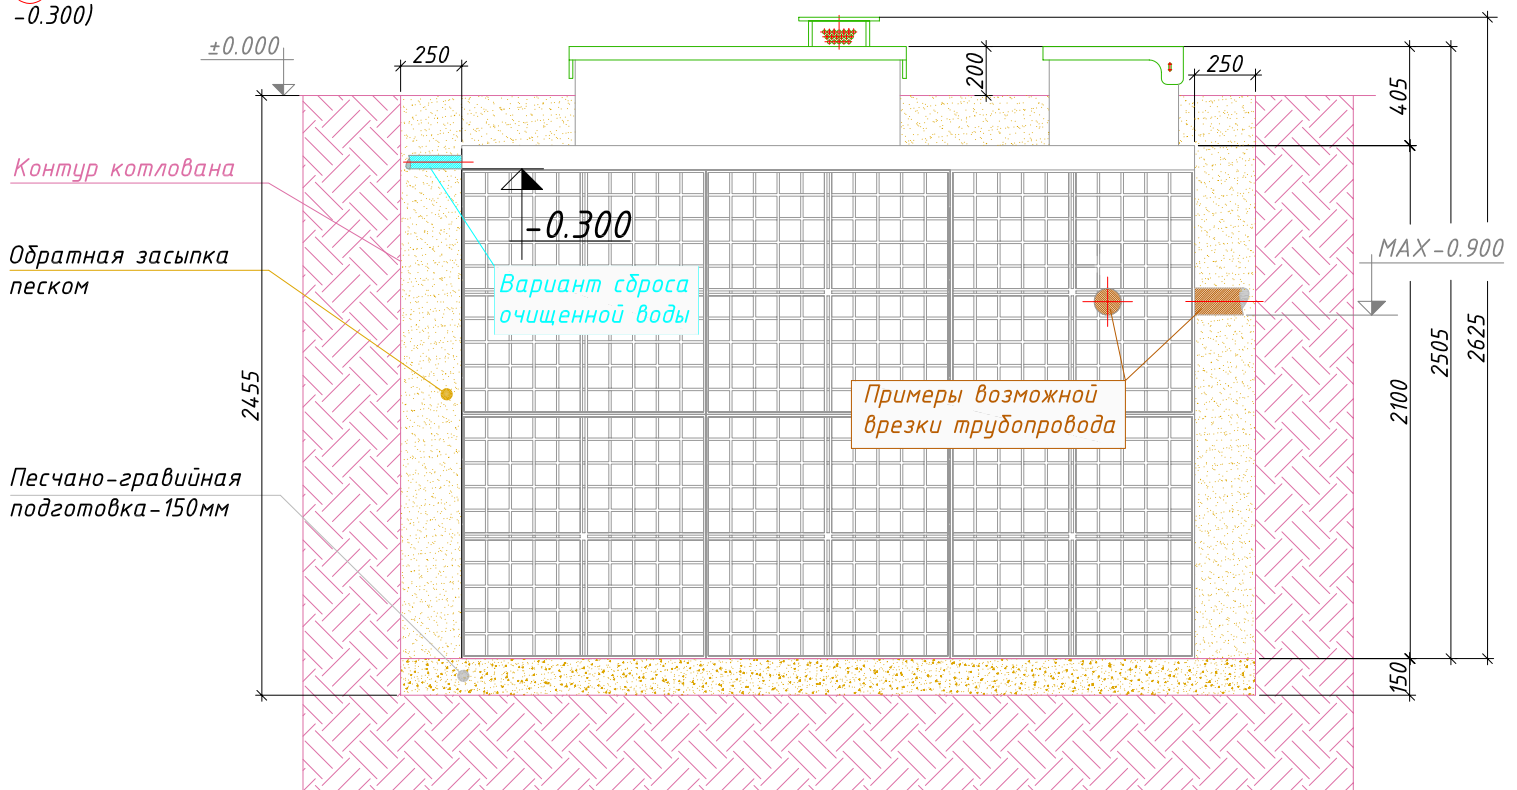 -0.300)
±0.000
250
200
250
405
Контур котлована
-0.300
MAX-0.900
Обратная засыпка
песком
Вариант сброса
очищенной воды
2455
2100
2505
2625
Примеры возможной
врезки трубопровода
Песчано-гравийная
подготовка-150мм
150